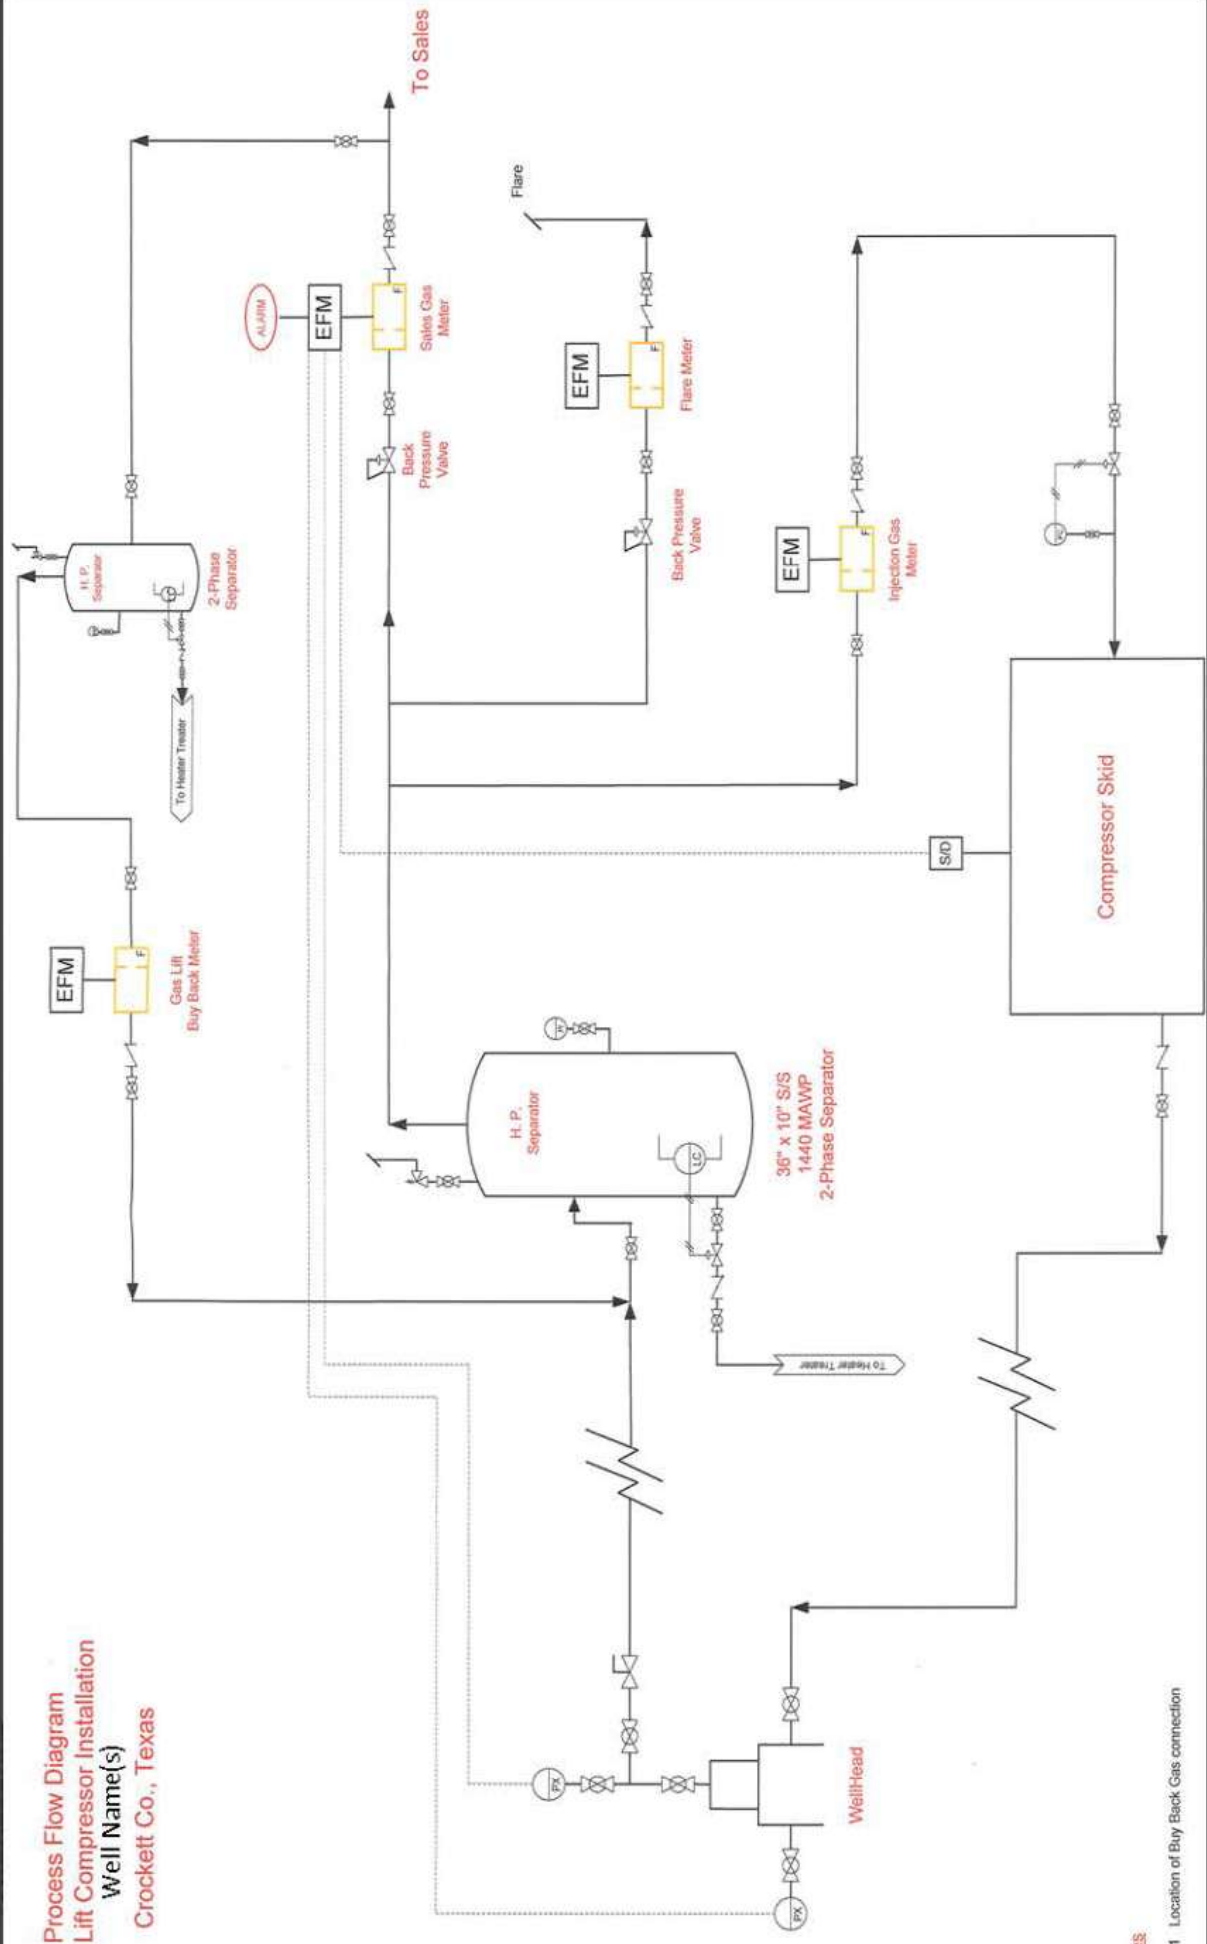 Process Flow Diagram
Lift Compressor Installation
Well Name(s)
Crockett Co., Texas
To Sales
ALARM
EFM
F
Sales Gas
Meter
Back
Pressure
Valve
Flare
EFM
F
Flare Meter
Back Pressure
Valve
EFM
F
Injection Gas
Meter
H. P.
Separator
LC
2-Phase
Separator
To Heater Treater
EFM
F
Gas Lift
Buy Back Meter
H. P.
Separator
LC
36" x 10" S/S
1440 MAWP
2-Phase Separator
To Heater Treater
S/D
Compressor Skid
PX
PX
WellHead
1 Location of Buy Back Gas connection